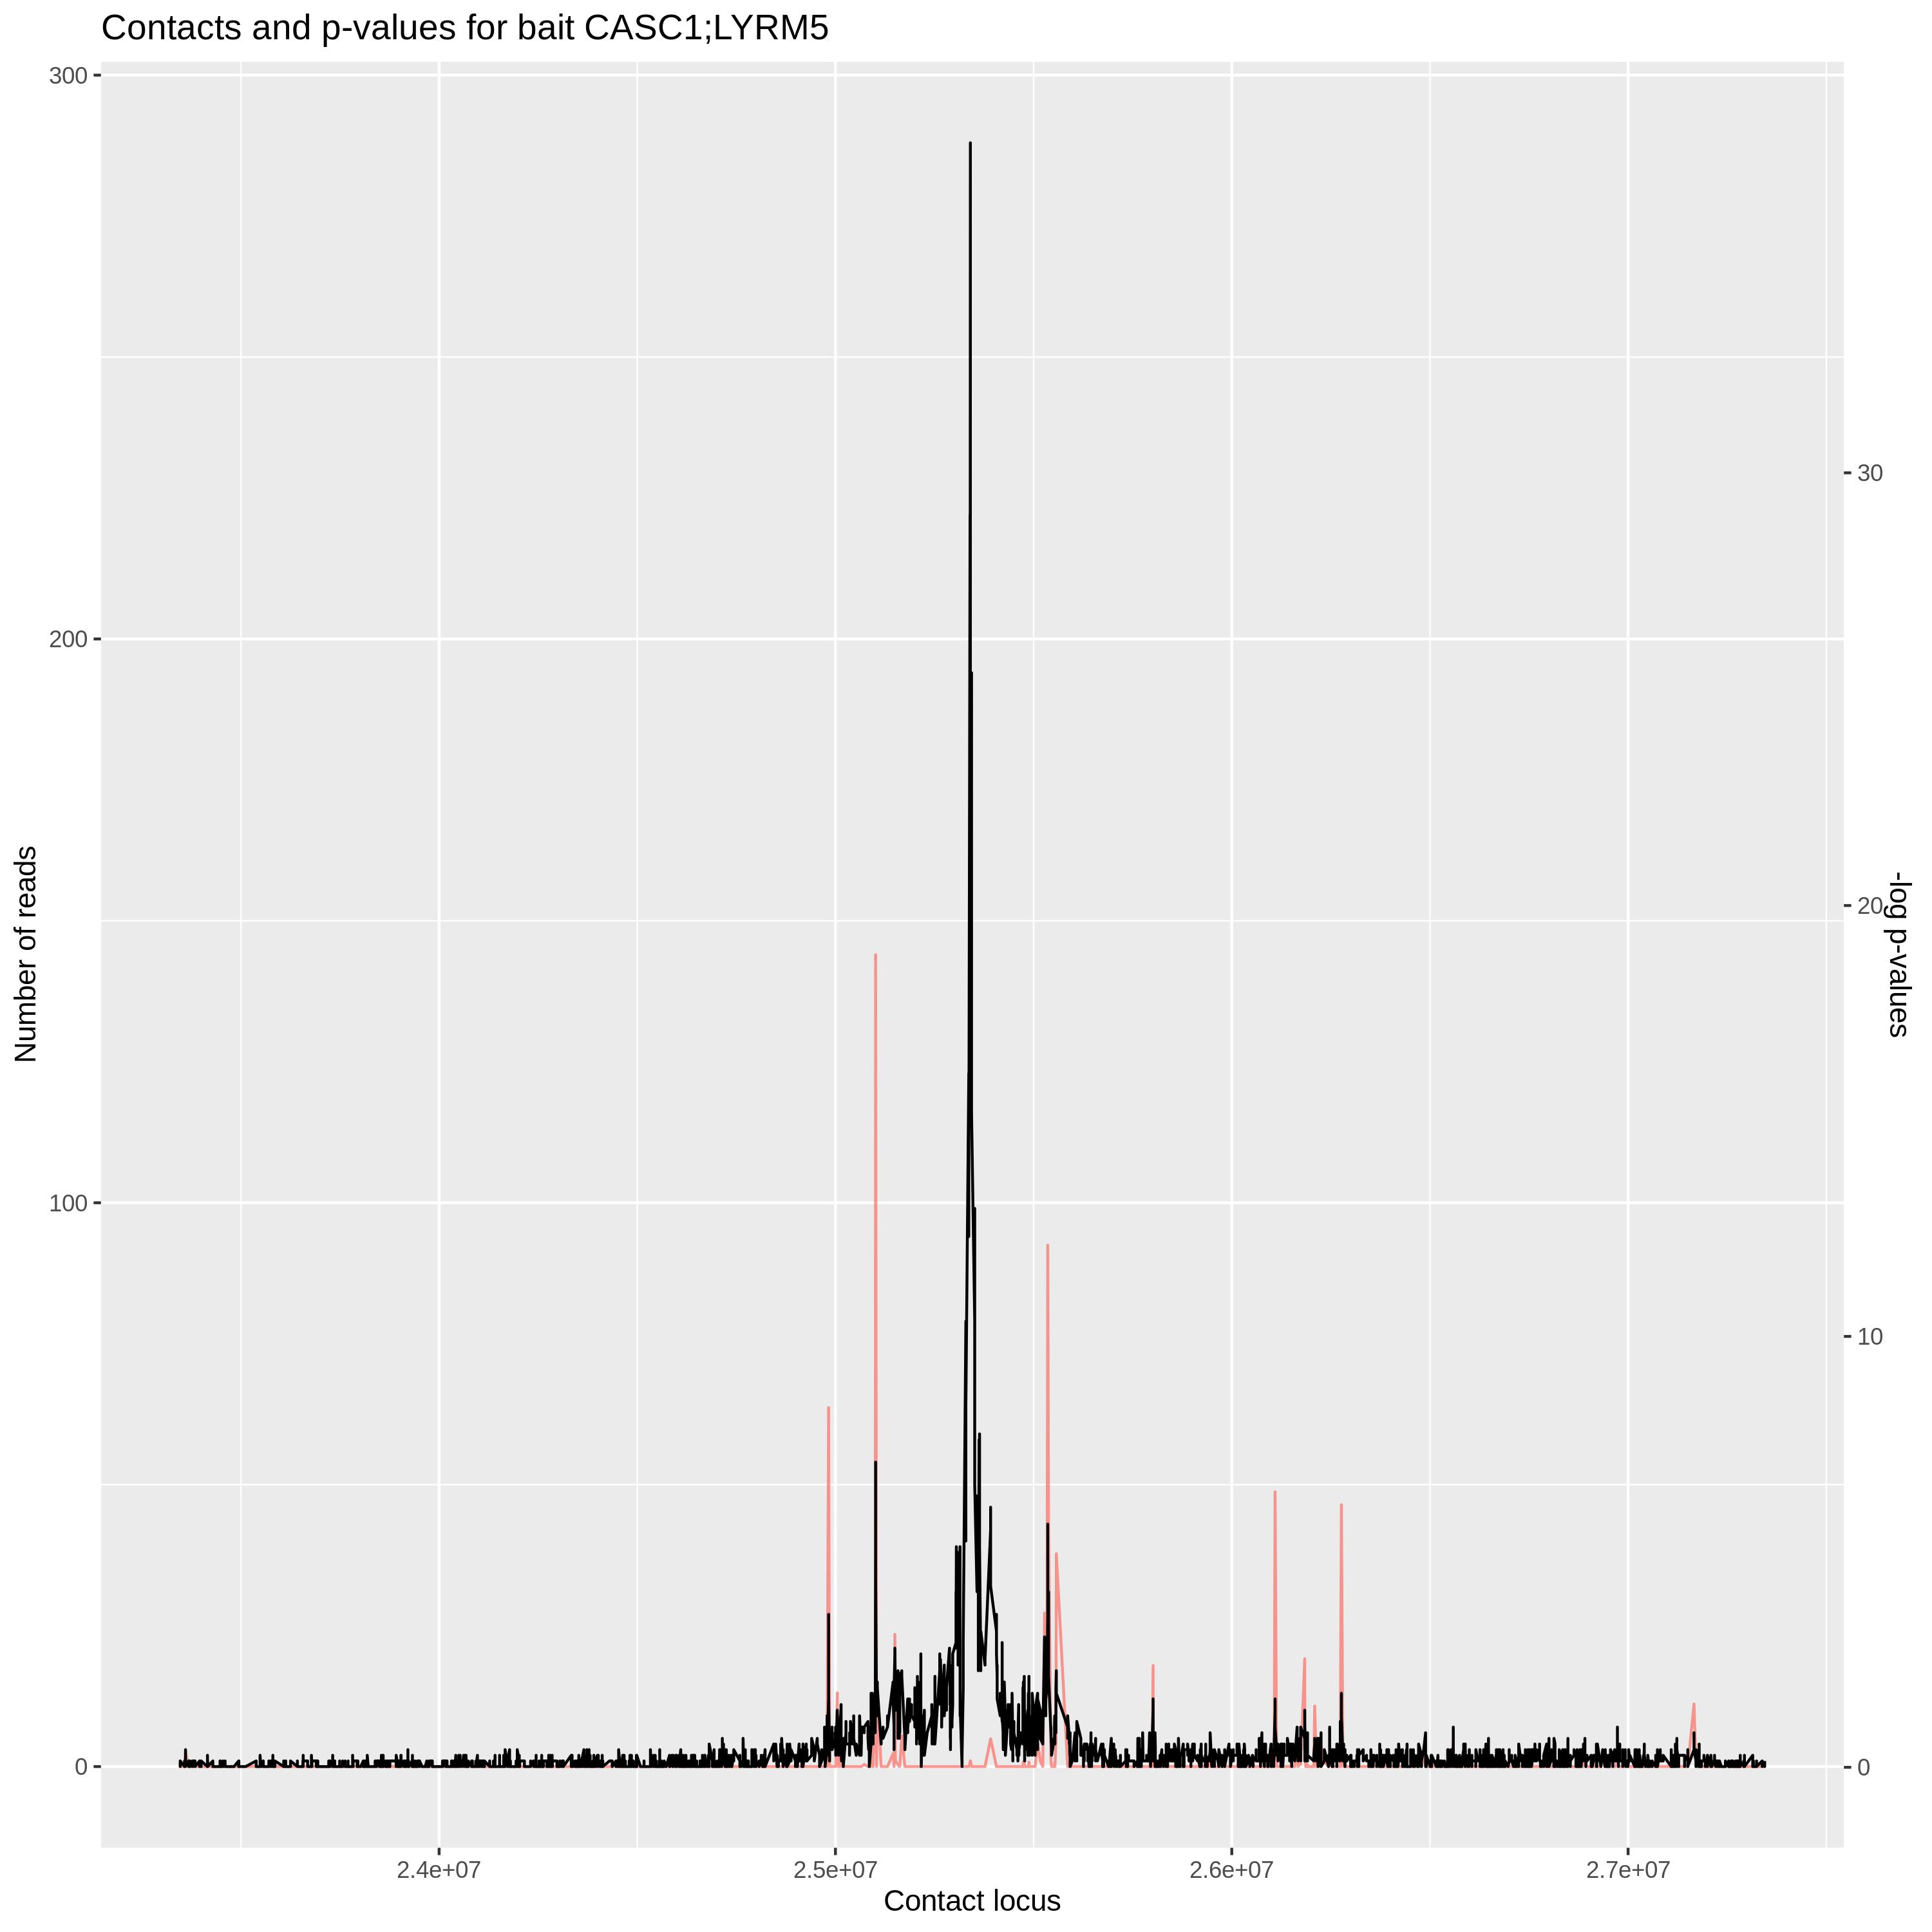 Contacts and p-values for bait CASC1;LYRM5
300
200
100
0
Number of reads
30
20
10
0
-log p-values
2.4e+07
2.5e+07
2.6e+07
2.7e+07
Contact locus